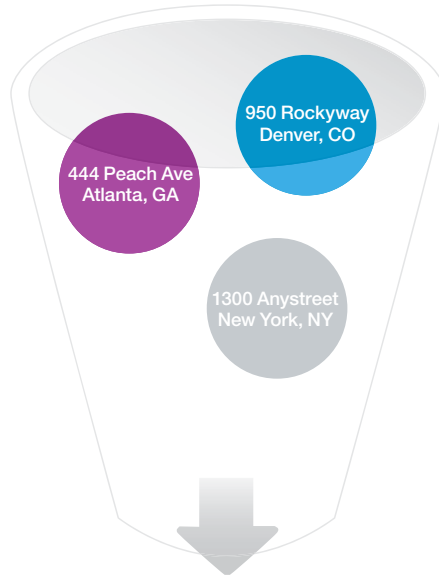 950 Rockyway
Denver, CO
444 Peach Ave
Atlanta, GA
1300 Anystreet
New York, NY